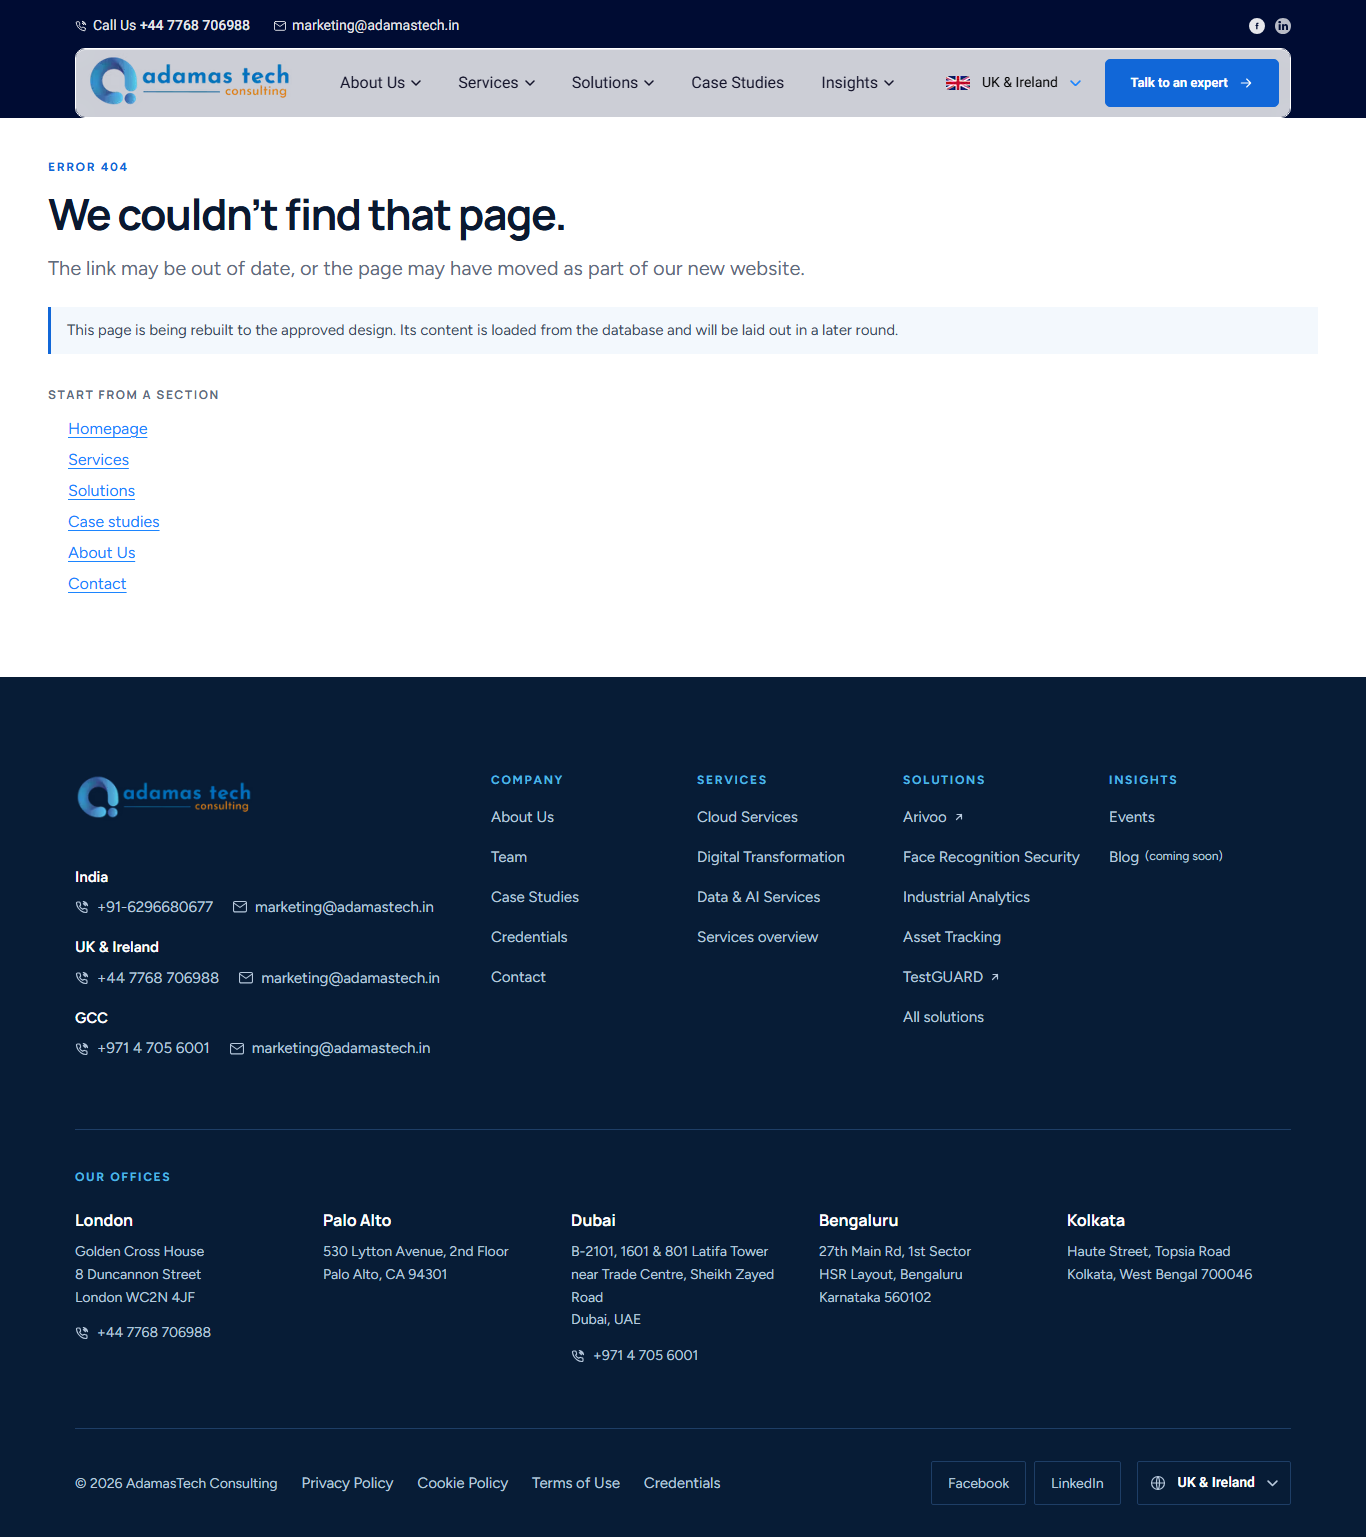 Call Us +44 7768 706988 marketing@adamastech.in
adamas tech
consulting
About Us Services Solutions Case Studies Insights UK & Ireland Talk to an expert
ERROR 404
We couldn’t find that page.
The link may be out of date, or the page may have moved as part of our new website.
This page is being rebuilt to the approved design. Its content is loaded from the database and will be laid out in a later round.
START FROM A SECTION
Homepage
Services
Solutions
Case studies
About Us
Contact
adamas tech
consulting
India
+91-6296680677 marketing@adamastech.in
UK & Ireland
+44 7768 706988 marketing@adamastech.in
GCC
+971 4 705 6001 marketing@adamastech.in
COMPANY
About Us
Team
Case Studies
Credentials
Contact
SERVICES
Cloud Services
Digital Transformation
Data & AI Services
Services overview
SOLUTIONS
Arivoo
Face Recognition Security
Industrial Analytics
Asset Tracking
TestGUARD
All solutions
INSIGHTS
Events
Blog (coming soon)
OUR OFFICES
London
Golden Cross House
8 Duncannon Street
London WC2N 4JF
+44 7768 706988
Palo Alto
530 Lytton Avenue, 2nd Floor
Palo Alto, CA 94301
Dubai
B-2101, 1601 & 801 Latifa Tower
near Trade Centre, Sheikh Zayed
Road
Dubai, UAE
+971 4 705 6001
Bengaluru
27th Main Rd, 1st Sector
HSR Layout, Bengaluru
Karnataka 560102
Kolkata
Haute Street, Topsia Road
Kolkata, West Bengal 700046
© 2026 AdamasTech Consulting Privacy Policy Cookie Policy Terms of Use Credentials Facebook LinkedIn UK & Ireland